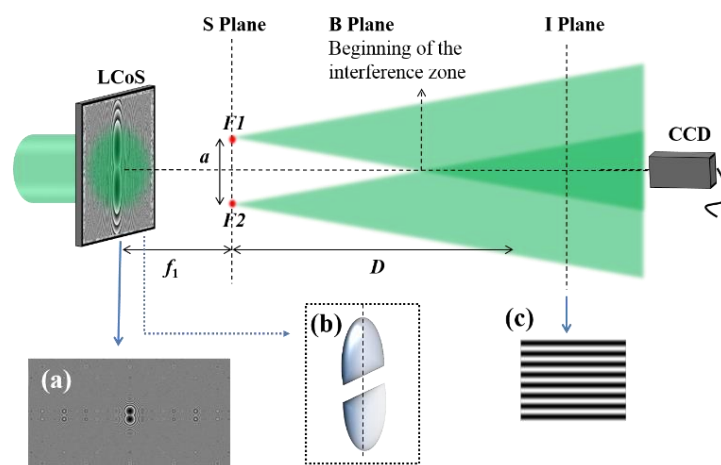 S Plane
B Plane
I Plane
Beginning of the
interference zone
LCoS
F1
CCD
a
F2
f1
D
(a)
(b)
(c)